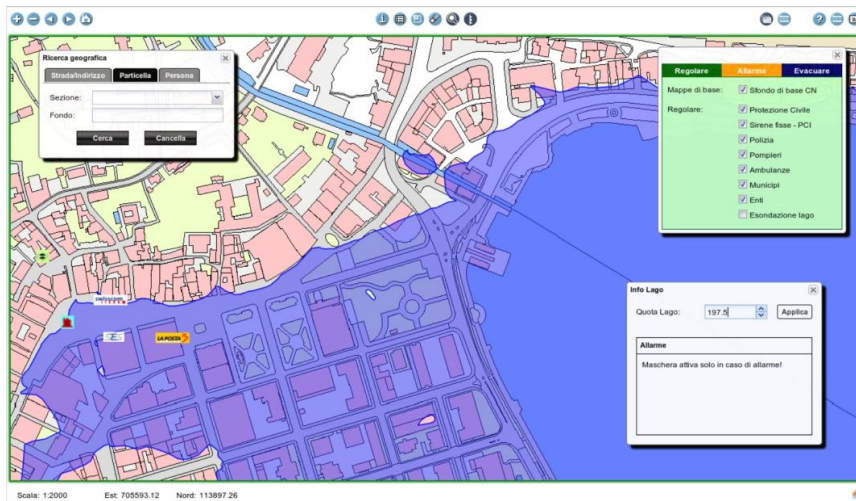 Ricerca geografica
Strada/Indirizzo Particella Persona
Sezione:
Fondo:
Cerca Cancella
Regolare Allarme Evacuare
Mappe di base: Sfondo di base CN
Regolare: Protezione Civile
Sirene fisse - PCI
Polizia
Pompieri
Ambulanze
Municipi
Enti
Esondazione lago
Info Lago
Quota Lago: 197.5 Applica
Allarme
Maschera attiva solo in caso di allarme!
swisscom
LA POSTA
Scala: 1:2000 Est: 705593.12 Nord: 113897.26